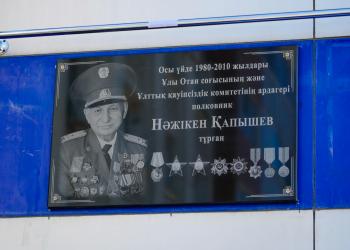 Осы үйде 1980-2010 жылдары
Ұлы Отан соғысының және
Ұлттық қауіпсіздік комитетінің ардагері
полковник
Нәжікен Қапышев
тұрған